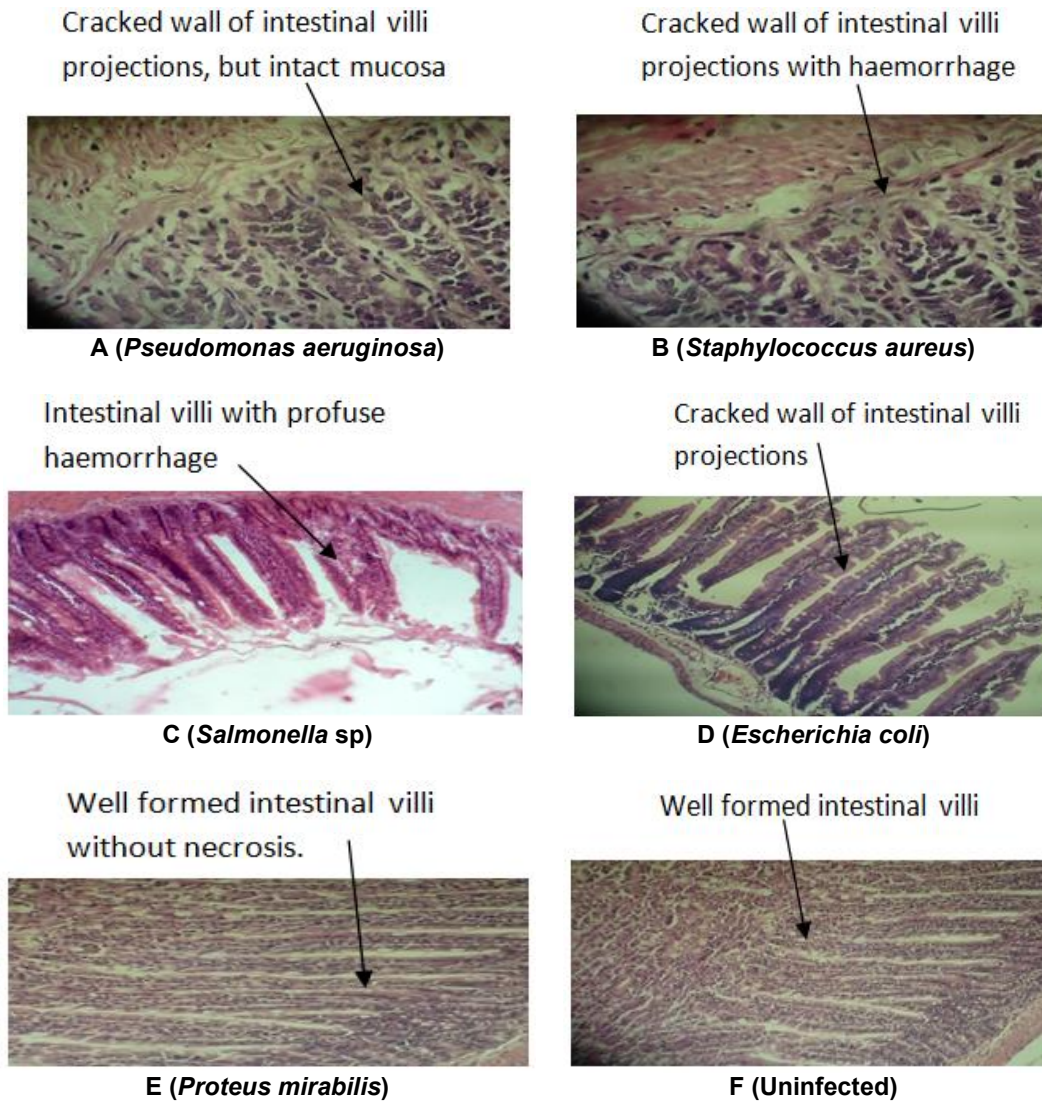 Cracked wall of intestinal villi
projections, but intact mucosa
Cracked wall of intestinal villi
projections with haemorrhage
A (Pseudomonas aeruginosa)
B (Staphylococcus aureus)
Intestinal villi with profuse
haemorrhage
Cracked wall of intestinal villi
projections
C (Salmonella sp)
D (Escherichia coli)
Well formed intestinal villi
without necrosis.
Well formed intestinal villi
E (Proteus mirabilis)
F (Uninfected)